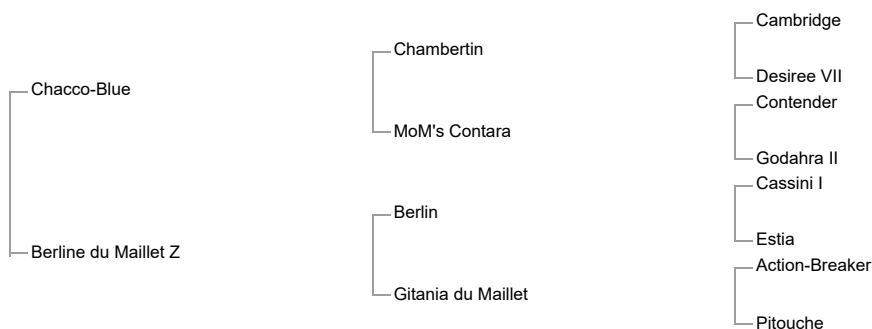 Cambridge
Chambertin
Desiree VII
Chacco-Blue
Contender
MoM's Contara
Godahra II
Cassini I
Berlin
Estia
Berline du Maillet Z
Action-Breaker
Gitania du Maillet
Pitouche